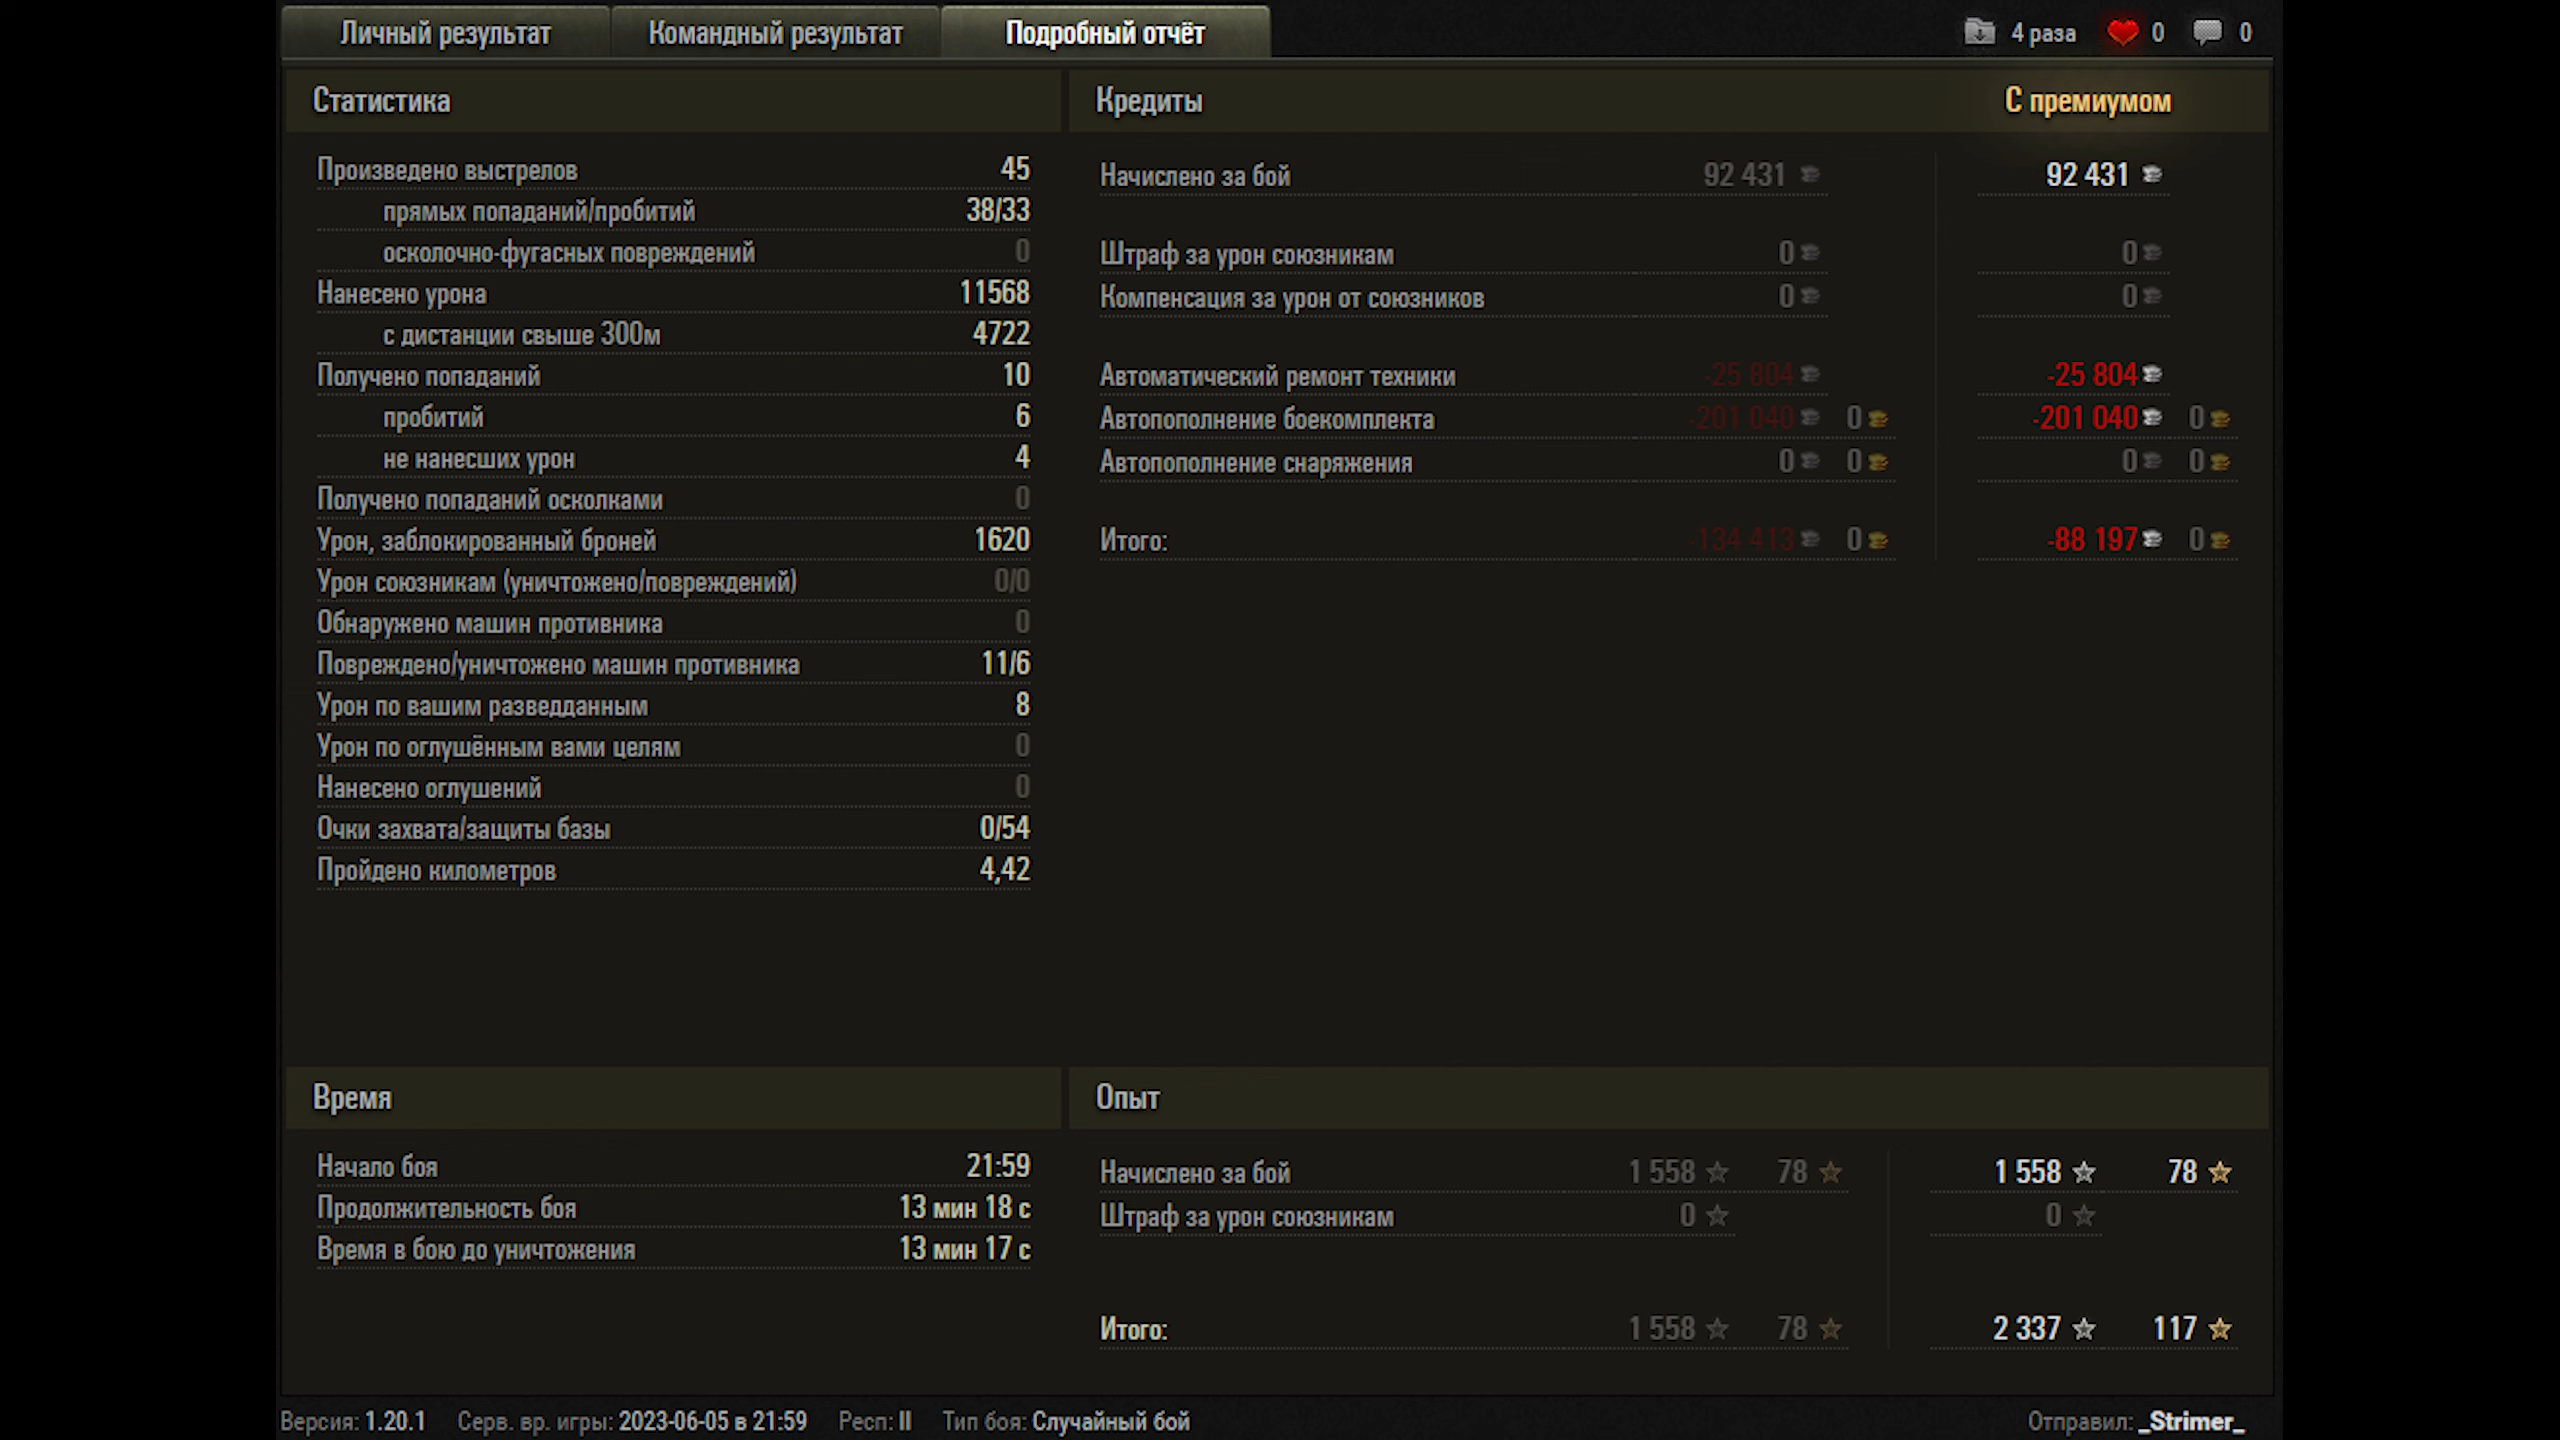 Личный результат Командный результат Подробный отчёт 4 раза 0 0
Статистика
Произведено выстрелов 45
прямых попаданий/пробитий 38/33
осколочно-фугасных повреждений 0
Нанесено урона 11568
с дистанции свыше 300м 4722
Получено попаданий 10
пробитий 6
не нанесших урон 4
Получено попаданий осколками 0
Урон, заблокированный броней 1620
Урон союзникам (уничтожено/повреждений) 0/0
Обнаружено машин противника 0
Повреждено/уничтожено машин противника 11/6
Урон по вашим разведданным 8
Урон по оглушённым вами целям 0
Нанесено оглушений 0
Очки захвата/защиты базы 0/54
Пройдено километров 4,42
Кредиты С премиумом
Начислено за бой 92 431 92 431
Штраф за урон союзникам 0 0
Компенсация за урон от союзников 0 0
Автоматический ремонт техники -25 804 -25 804
Автопополнение боекомплекта -201 040 0 -201 040 0
Автопополнение снаряжения 0 0 0 0
Итого: -134 413 0 -88 197 0
Время
Начало боя 21:59
Продолжительность боя 13 мин 18 с
Время в бою до уничтожения 13 мин 17 с
Опыт
Начислено за бой 1 558 78 1 558 78
Штраф за урон союзникам 0 0
Итого: 1 558 78 2 337 117
Версия: 1.20.1 Серв. вр. игры: 2023-06-05 в 21:59 Респ: II Тип боя: Случайный бой Отправил: _Strimer_